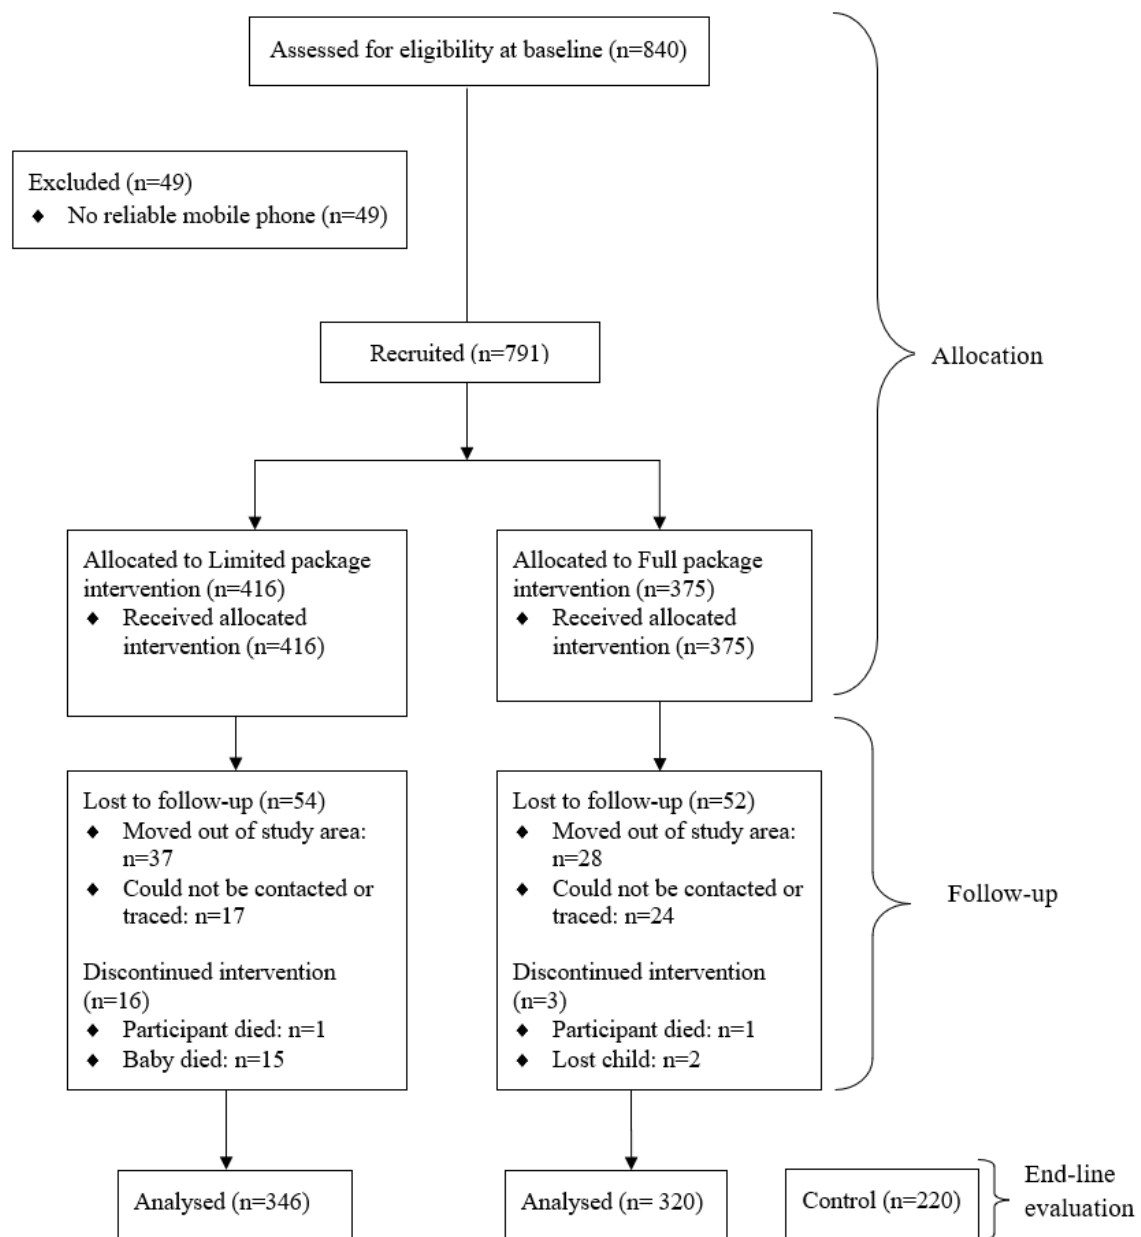 Assessed for eligibility at baseline (n=840)
Excluded (n=49)
♦ No reliable mobile phone (n=49)
Recruited (n=791)
Allocation
Allocated to Limited package
intervention (n=416)
♦ Received allocated
intervention (n=416)
Allocated to Full package
intervention (n=375)
♦ Received allocated
intervention (n=375)
Lost to follow-up (n=54)
♦ Moved out of study area:
n=37
♦ Could not be contacted or
traced: n=17
Discontinued intervention
(n=16)
♦ Participant died: n=1
♦ Baby died: n=15
Lost to follow-up (n=52)
♦ Moved out of study area:
n=28
♦ Could not be contacted or
traced: n=24
Discontinued intervention
(n=3)
♦ Participant died: n=1
♦ Lost child: n=2
Follow-up
Analysed (n=346)
Analysed (n= 320)
Control (n=220)
End-line
evaluation